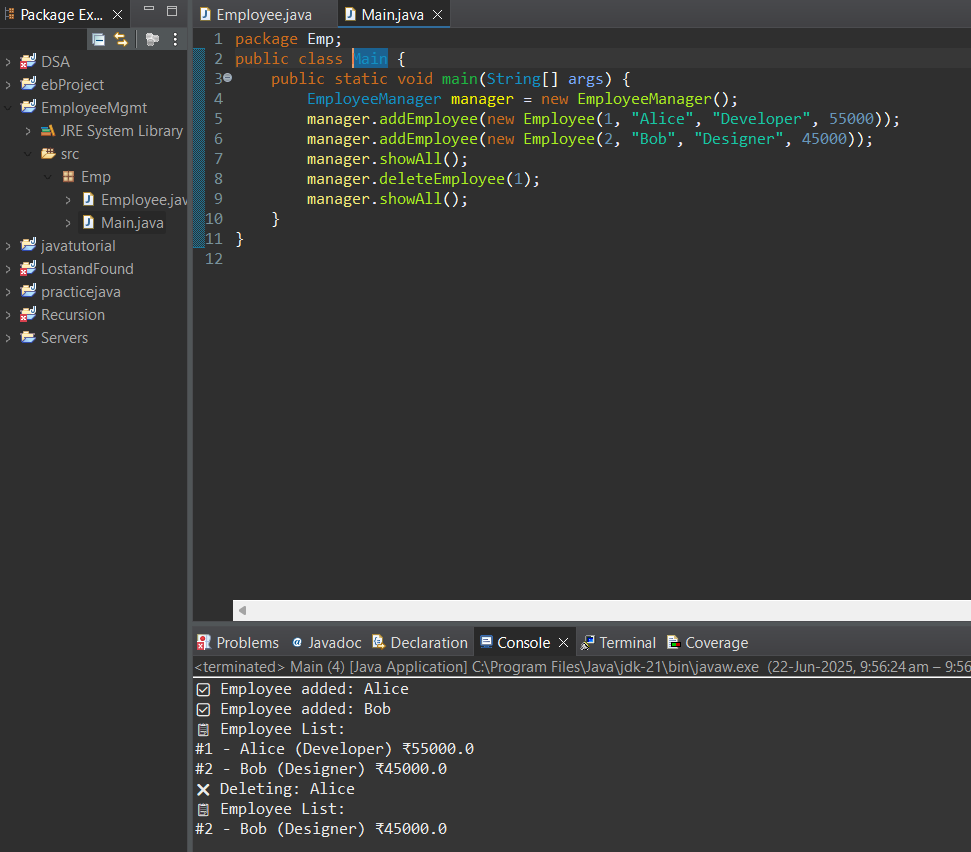 Package Ex...
DSA
ebProject
EmployeeMgmt
JRE System Library
src
Emp
Employee.jav
Main.java
javatutorial
LostandFound
practicejava
Recursion
Servers
Employee.java
Main.java
1 package Emp;
2 public class Main {
3 public static void main(String[] args) {
4 EmployeeManager manager = new EmployeeManager();
5 manager.addEmployee(new Employee(1, "Alice", "Developer", 55000));
6 manager.addEmployee(new Employee(2, "Bob", "Designer", 45000));
7 manager.showAll();
8 manager.deleteEmployee(1);
9 manager.showAll();
10 }
11 }
12
Problems Javadoc Declaration Console Terminal Coverage
<terminated> Main (4) [Java Application] C:\Program Files\Java\jdk-21\bin\javaw.exe (22-Jun-2025, 9:56:24 am – 9:56
☑ Employee added: Alice
☑ Employee added: Bob
📋 Employee List:
#1 - Alice (Developer) ₹55000.0
#2 - Bob (Designer) ₹45000.0
❌ Deleting: Alice
📋 Employee List:
#2 - Bob (Designer) ₹45000.0